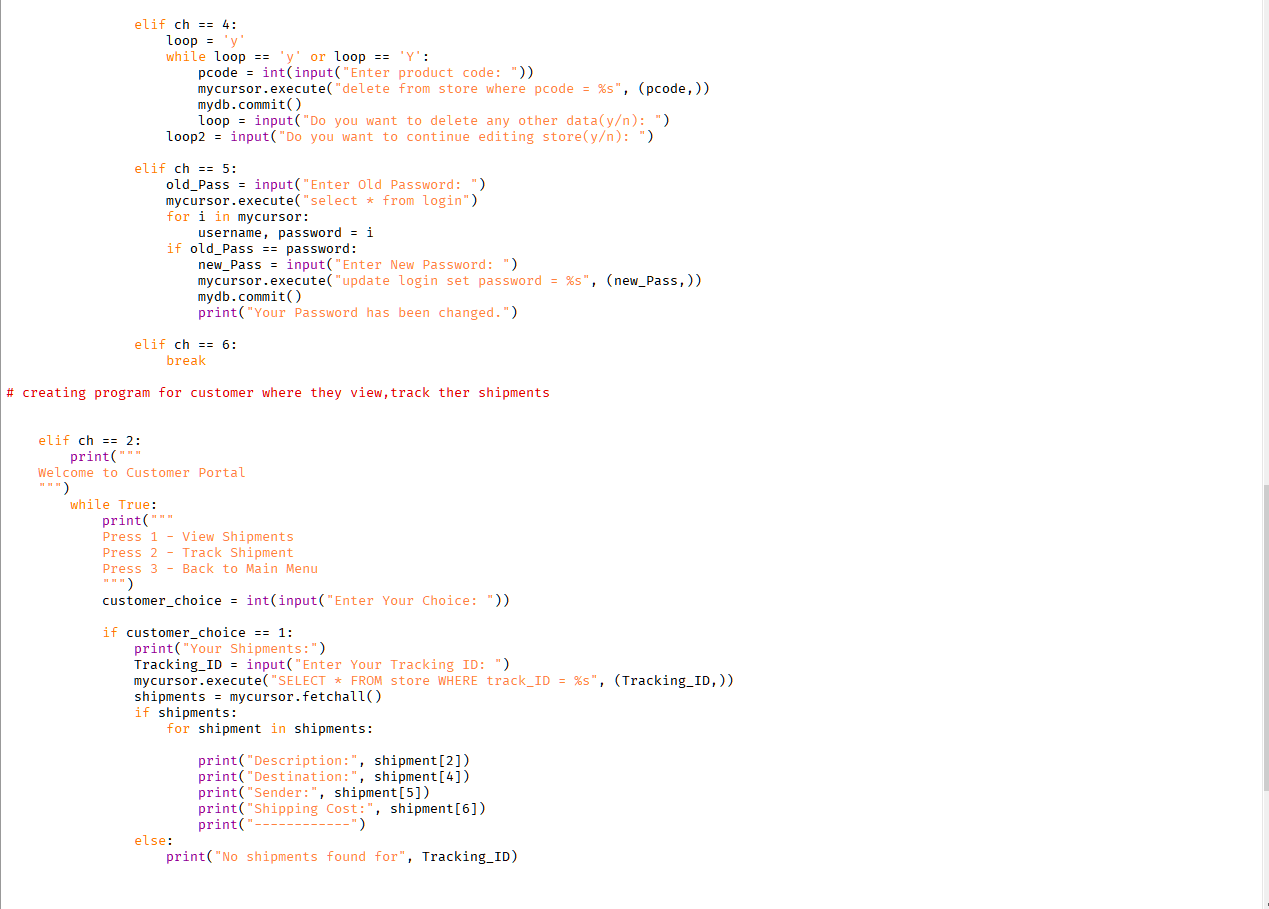 elif ch == 4:
loop = 'y'
while loop == 'y' or loop == 'Y':
pcode = int(input("Enter product code: "))
mycursor.execute("delete from store where pcode = %s", (pcode,))
mydb.commit()
loop = input("Do you want to delete any other data(y/n): ")
loop2 = input("Do you want to continue editing store(y/n): ")
elif ch == 5:
old_Pass = input("Enter Old Password: ")
mycursor.execute("select * from login")
for i in mycursor:
username, password = i
if old_Pass == password:
new_Pass = input("Enter New Password: ")
mycursor.execute("update login set password = %s", (new_Pass,))
mydb.commit()
print("Your Password has been changed.")
elif ch == 6:
break
# creating program for customer where they view,track ther shipments
elif ch == 2:
print("""
Welcome to Customer Portal
""")
while True:
print("""
Press 1 - View Shipments
Press 2 - Track Shipment
Press 3 - Back to Main Menu
""")
customer_choice = int(input("Enter Your Choice: "))
if customer_choice == 1:
print("Your Shipments:")
Tracking_ID = input("Enter Your Tracking ID: ")
mycursor.execute("SELECT * FROM store WHERE track_ID = %s", (Tracking_ID,))
shipments = mycursor.fetchall()
if shipments:
for shipment in shipments:
print("Description:", shipment[2])
print("Destination:", shipment[4])
print("Sender:", shipment[5])
print("Shipping Cost:", shipment[6])
print("------------")
else:
print("No shipments found for", Tracking_ID)